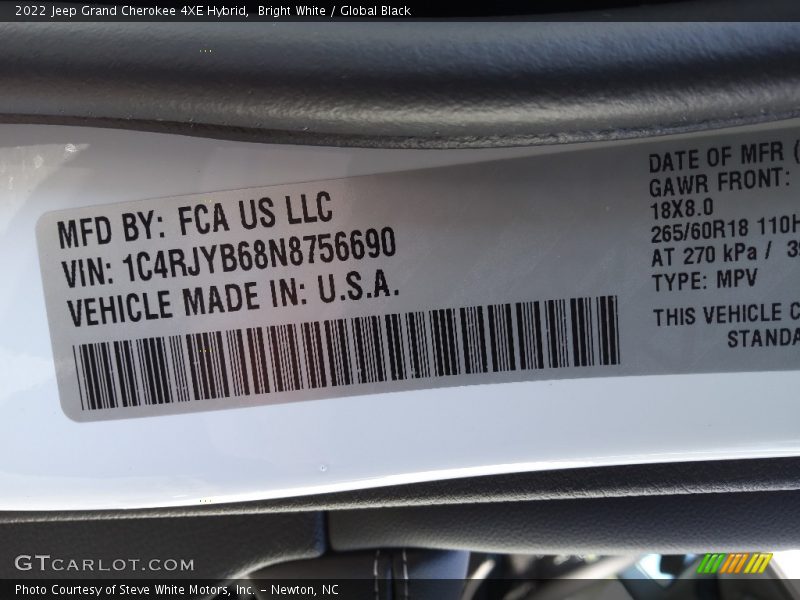 2022 Jeep Grand Cherokee 4XE Hybrid, Bright White / Global Black
MFD BY: FCA US LLC
VIN: 1C4RJYB68N8756690
VEHICLE MADE IN: U.S.A.
DATE OF MFR (
GAWR FRONT:
18X8.0
265/60R18 110H
AT 270 kPa /
TYPE: MPV
THIS VEHICLE
STANDA
GTCARLOT.COM
Photo Courtesy of Steve White Motors, Inc. – Newton, NC